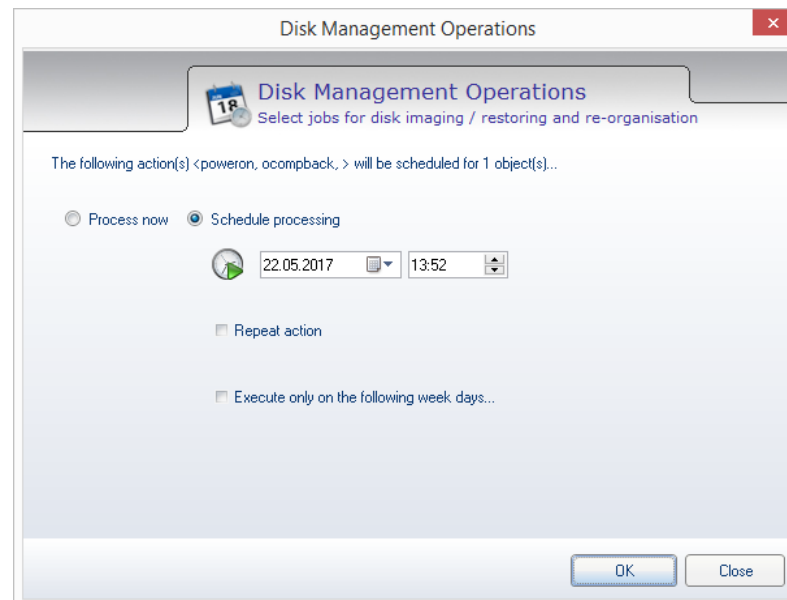 Disk Management Operations
18
Disk Management Operations
Select jobs for disk imaging / restoring and re-organisation
The following action(s) <poweron, ocompback, > will be scheduled for 1 object(s)...
Process now Schedule processing
22.05.2017 13:52
Repeat action
Execute only on the following week days...
OK Close